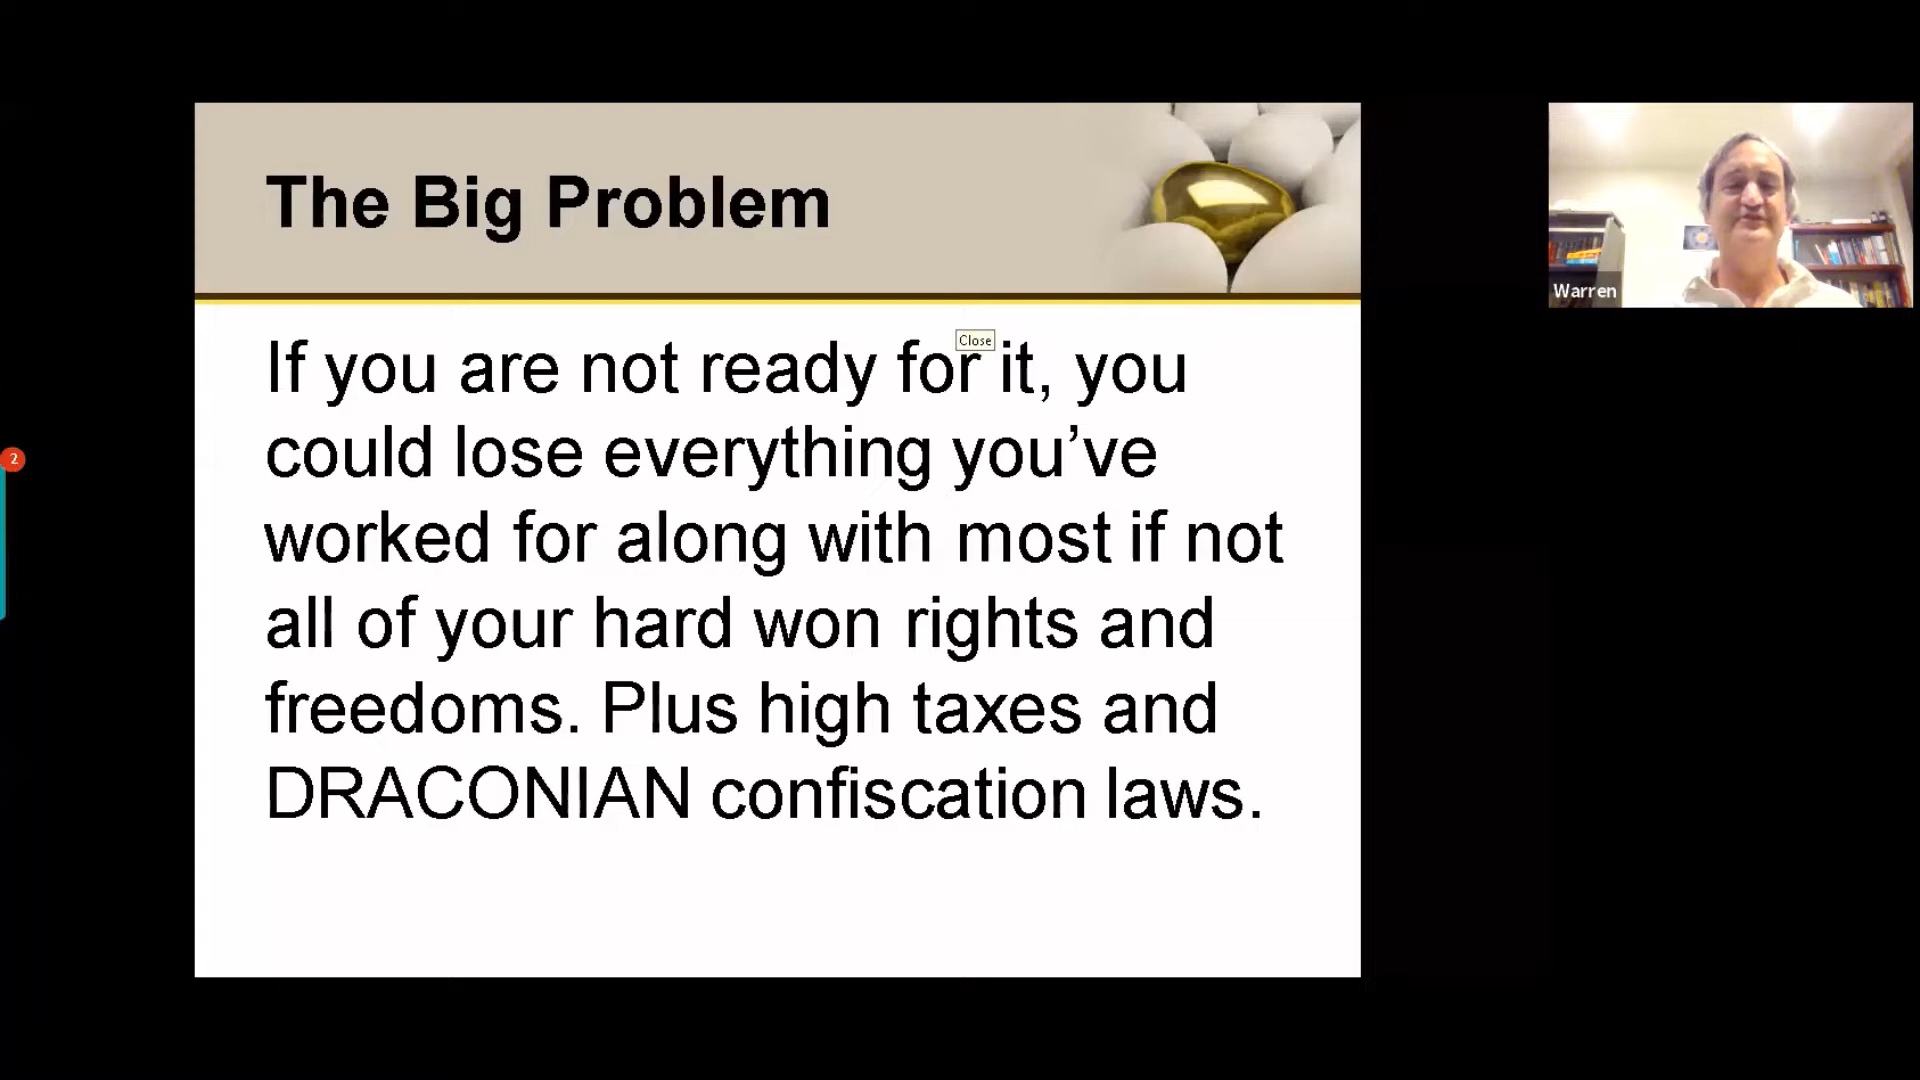 The Big Problem
Close
If you are not ready for it, you
could lose everything you’ve
worked for along with most if not
all of your hard won rights and
freedoms. Plus high taxes and
DRACONIAN confiscation laws.
Warren
2